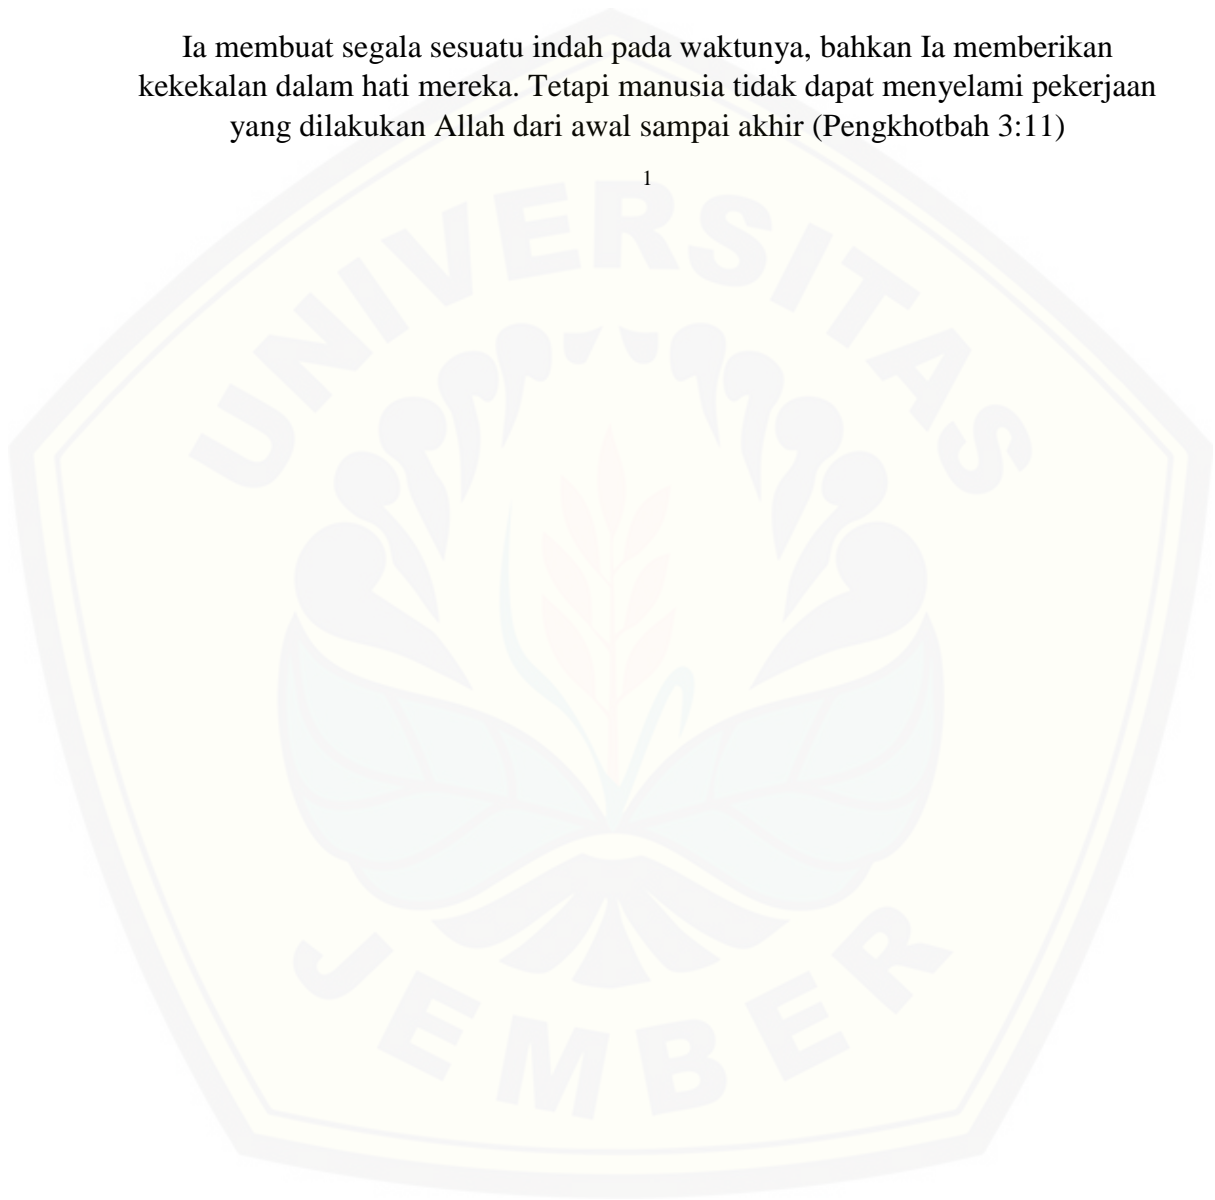 Ia membuat segala sesuatu indah pada waktunya, bahkan Ia memberikan
kekekalan dalam hati mereka. Tetapi manusia tidak dapat menyelami pekerjaan
yang dilakukan Allah dari awal sampai akhir (Pengkhotbah 3:11)
1
UNIVERSITAS
JEMBER